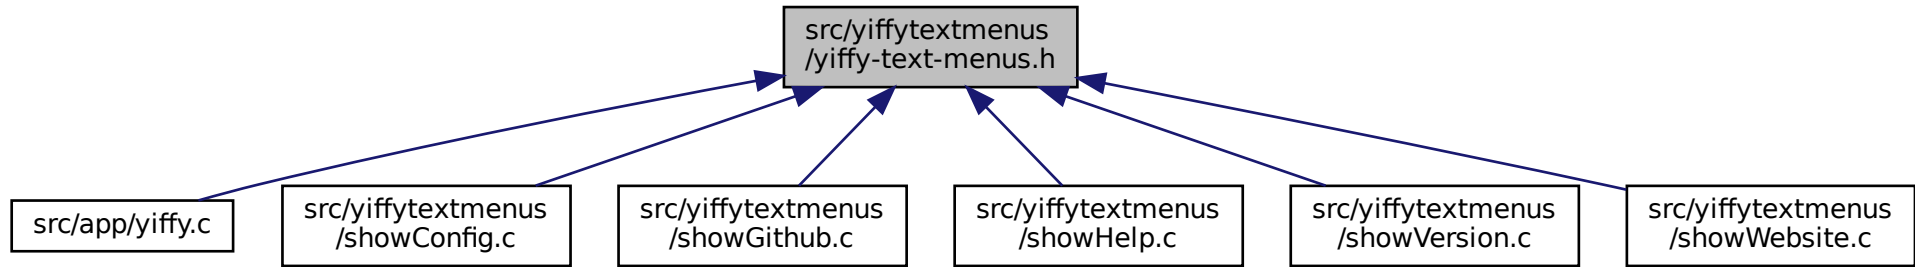 src/yiffytextmenus
/yiffy-text-menus.h
src/app/yiffy.c
src/yiffytextmenus
/showConfig.c
src/yiffytextmenus
/showGithub.c
src/yiffytextmenus
/showHelp.c
src/yiffytextmenus
/showVersion.c
src/yiffytextmenus
/showWebsite.c